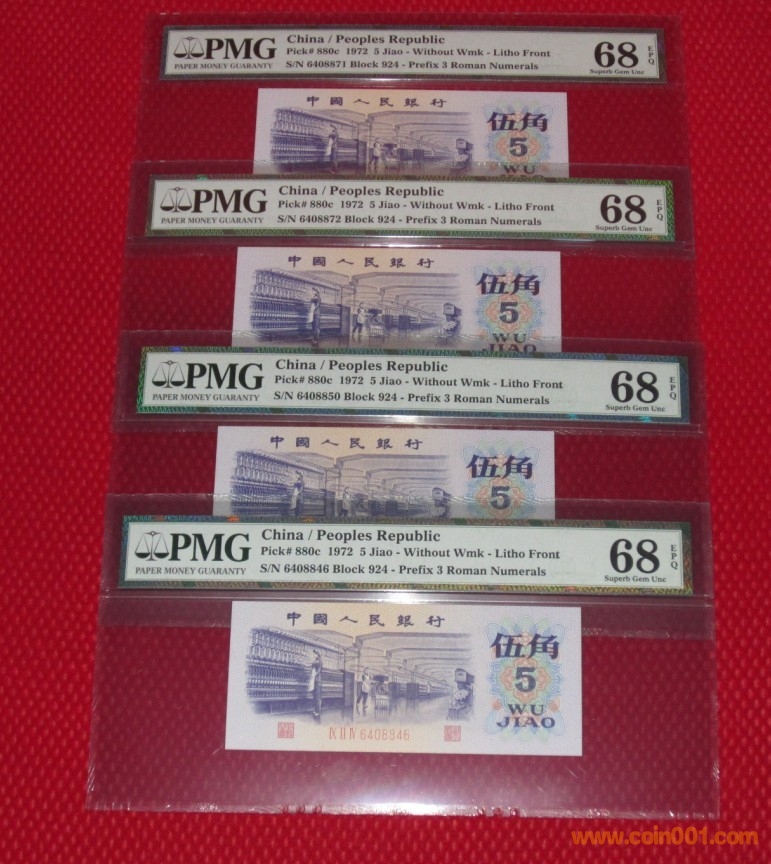 PMG
PAPER MONEY GUARANTY
China / Peoples Republic
Pick# 880c 1972 5 Jiao - Without Wmk - Litho Front
S/N 6408871 Block 924 - Prefix 3 Roman Numerals
68 EPQ
Superb Gem Unc
中國人民銀行
伍角
5
WU
PMG
PAPER MONEY GUARANTY
China / Peoples Republic
Pick# 880c 1972 5 Jiao - Without Wmk - Litho Front
S/N 6408872 Block 924 - Prefix 3 Roman Numerals
68 EPQ
Superb Gem Unc
中國人民銀行
伍角
5
WU
JIAO
PMG
PAPER MONEY GUARANTY
China / Peoples Republic
Pick# 880c 1972 5 Jiao - Without Wmk - Litho Front
S/N 6408850 Block 924 - Prefix 3 Roman Numerals
68 EPQ
Superb Gem Unc
中國人民銀行
伍角
5
PMG
PAPER MONEY GUARANTY
China / Peoples Republic
Pick# 880c 1972 5 Jiao - Without Wmk - Litho Front
S/N 6408846 Block 924 - Prefix 3 Roman Numerals
68 EPQ
Superb Gem Unc
中國人民銀行
伍角
5
WU
JIAO
IX II IV 6408846
www.coin001.com